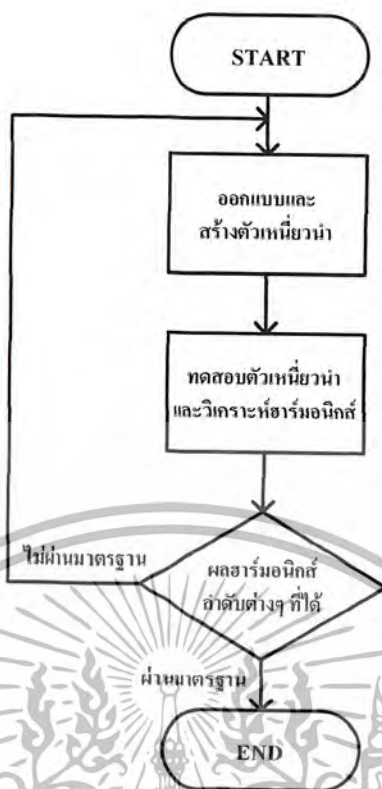 START
ออกแบบและ
สร้างตัวเหนี่ยวนำ
ทดสอบตัวเหนี่ยวนำ
และวิเคราะห์ฮาร์มอนิกส์
ไม่ผ่านมาตรฐาน
ผลฮาร์มอนิกส์
ลำดับต่างๆ ที่ได้
ผ่านมาตรฐาน
END